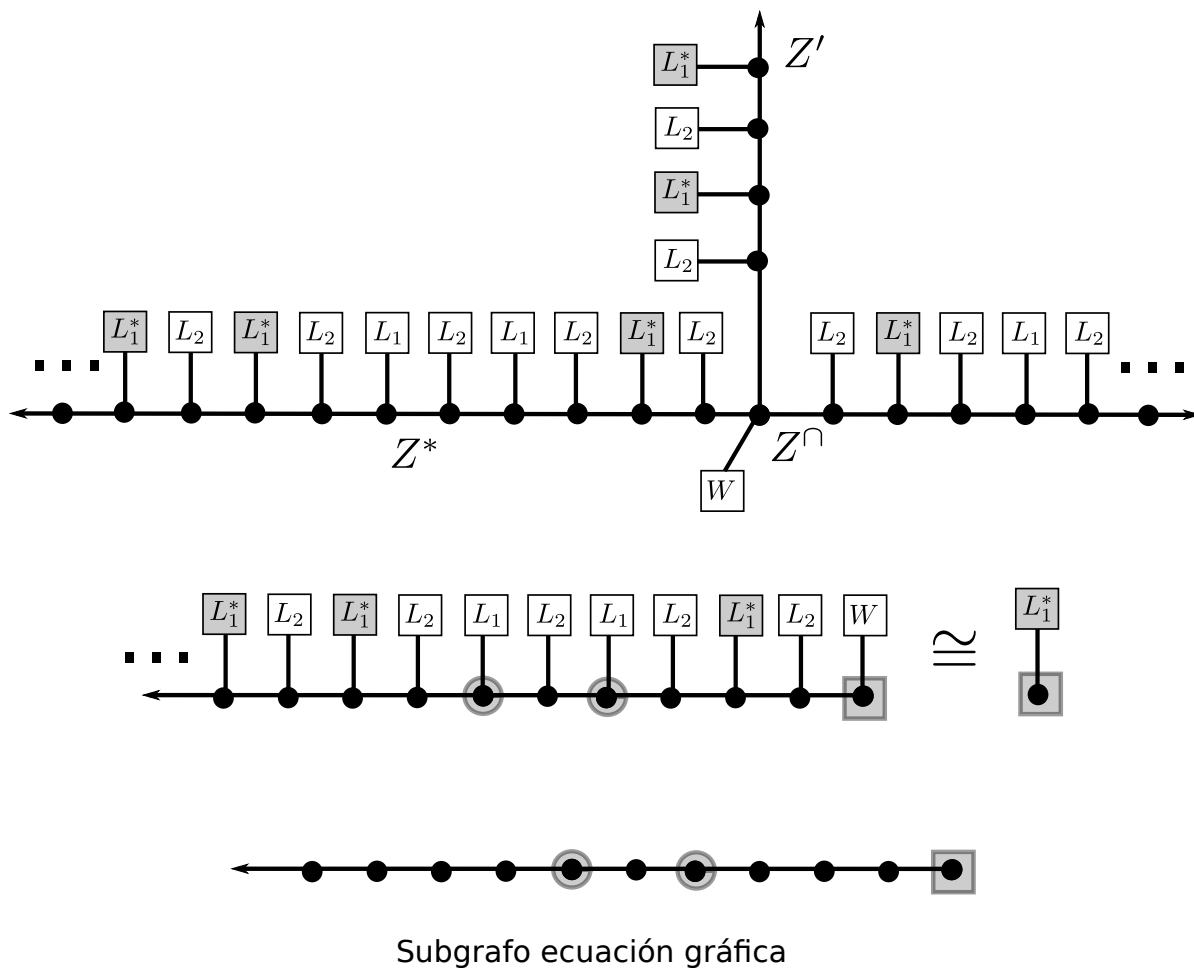 L₁* Z′
L₂
L₁*
L₂
L₁* L₂ L₁* L₂ L₁ L₂ L₁ L₂ L₁* L₂ L₂ L₁* L₂ L₁ L₂
Z* Z∩
W
L₁* L₂ L₁* L₂ L₁ L₂ L₁ L₂ L₁* L₂ W ≅ L₁*
Subgrafo ecuación gráfica